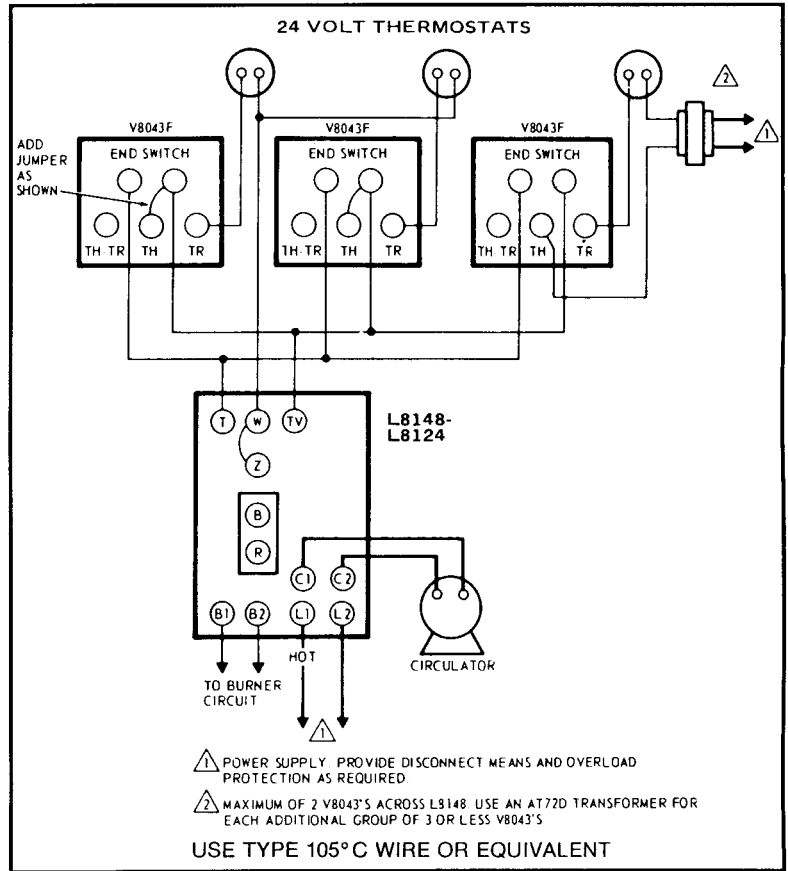 24 VOLT THERMOSTATS
2
1
V8043F
V8043F
V8043F
ADD
JUMPER
AS
SHOWN
END SWITCH
END SWITCH
END SWITCH
TH-TR TH TR
TH-TR TH TR
TH-TR TH TR
T W TV
L8148-
L8124
Z
B
R
C1 C2
B1 B2 L1 L2
HOT
CIRCULATOR
TO BURNER
CIRCUIT
1
1 POWER SUPPLY. PROVIDE DISCONNECT MEANS AND OVERLOAD
PROTECTION AS REQUIRED.
2 MAXIMUM OF 2 V8043'S ACROSS L8148. USE AN AT72D TRANSFORMER FOR
EACH ADDITIONAL GROUP OF 3 OR LESS V8043'S
USE TYPE 105°C WIRE OR EQUIVALENT